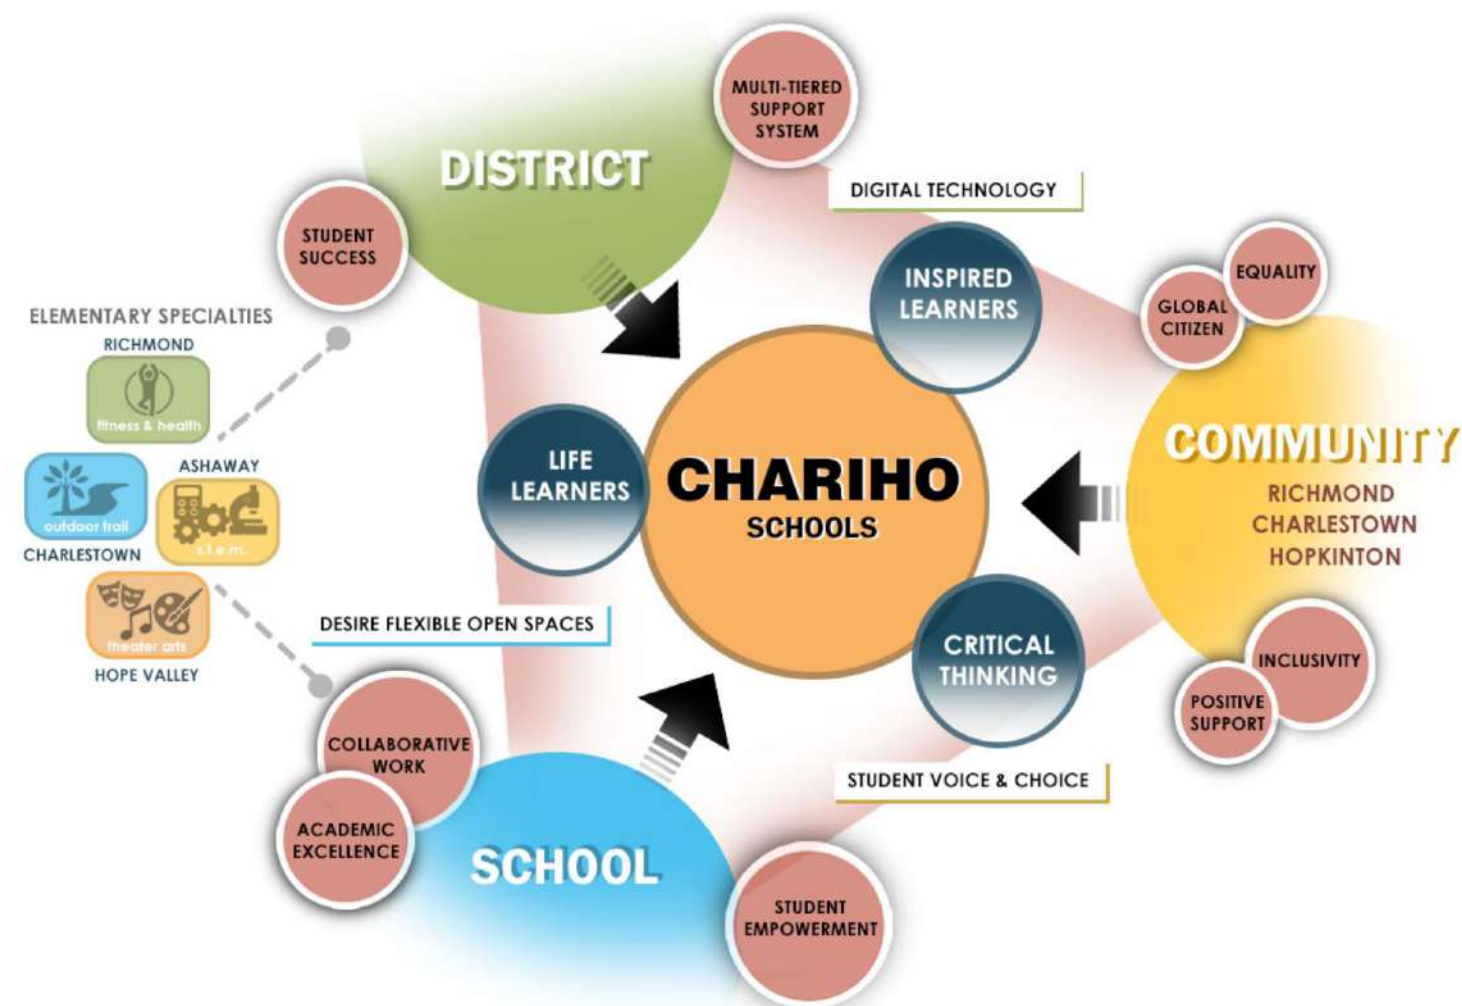 MULTI-TIERED
SUPPORT
SYSTEM
DISTRICT
DIGITAL TECHNOLOGY
STUDENT
SUCCESS
INSPIRED
LEARNERS
EQUALITY
GLOBAL
CITIZEN
ELEMENTARY SPECIALTIES
RICHMOND
fitness & health
ASHAWAY
s.t.e.m.
outdoor trail
CHARLESTOWN
theater arts
HOPE VALLEY
LIFE
LEARNERS
CHARIHO
SCHOOLS
COMMUNITY
RICHMOND
CHARLESTOWN
HOPKINTON
DESIRE FLEXIBLE OPEN SPACES
CRITICAL
THINKING
INCLUSIVITY
POSITIVE
SUPPORT
COLLABORATIVE
WORK
STUDENT VOICE & CHOICE
ACADEMIC
EXCELLENCE
SCHOOL
STUDENT
EMPOWERMENT